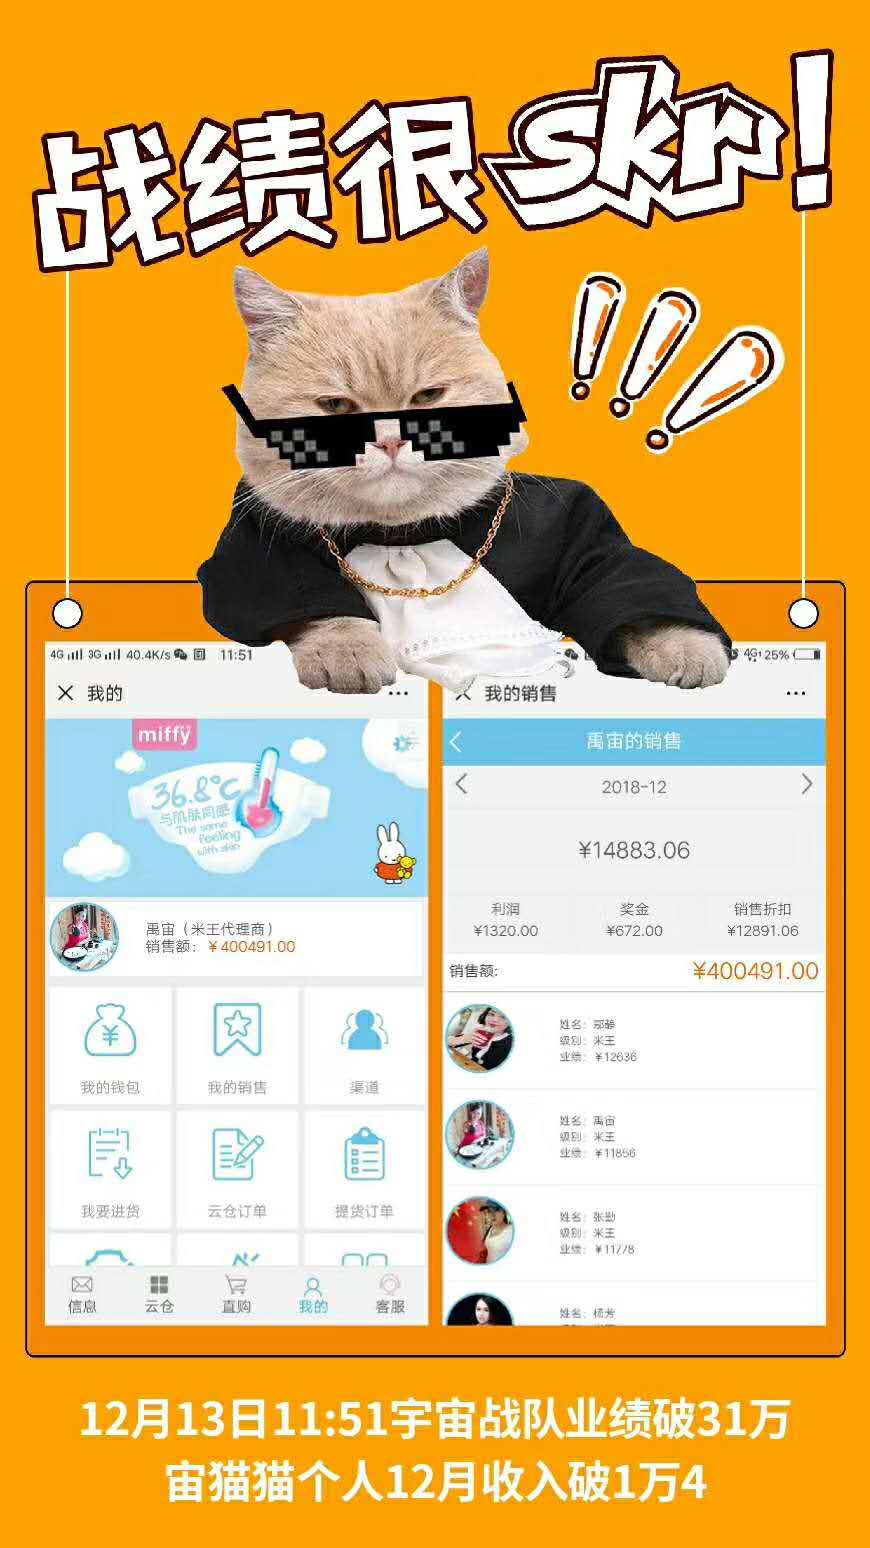 战绩很skr!
4G 3G 40.4K/s 11:51
我的
miffy
36.8℃
与肌肤同感
The same
feeling
with skin
禹宙（米王代理商）
销售额：￥400491.00
我的钱包 我的销售 渠道
我要进货 云仓订单 提货订单
信息 云仓 直购 我的 客服
4G 25%
我的销售
禹宙的销售
2018-12
¥14883.06
利润 奖金 销售折扣
¥1320.00 ¥672.00 ¥12891.06
销售额: ¥400491.00
级别：米王
业绩：￥12636
姓名：禹宙
级别：米王
业绩：￥11856
姓名：张勤
级别：米王
业绩：￥11778
姓名：杨芳
12月13日11:51宇宙战队业绩破31万
宙猫猫个人12月收入破1万4